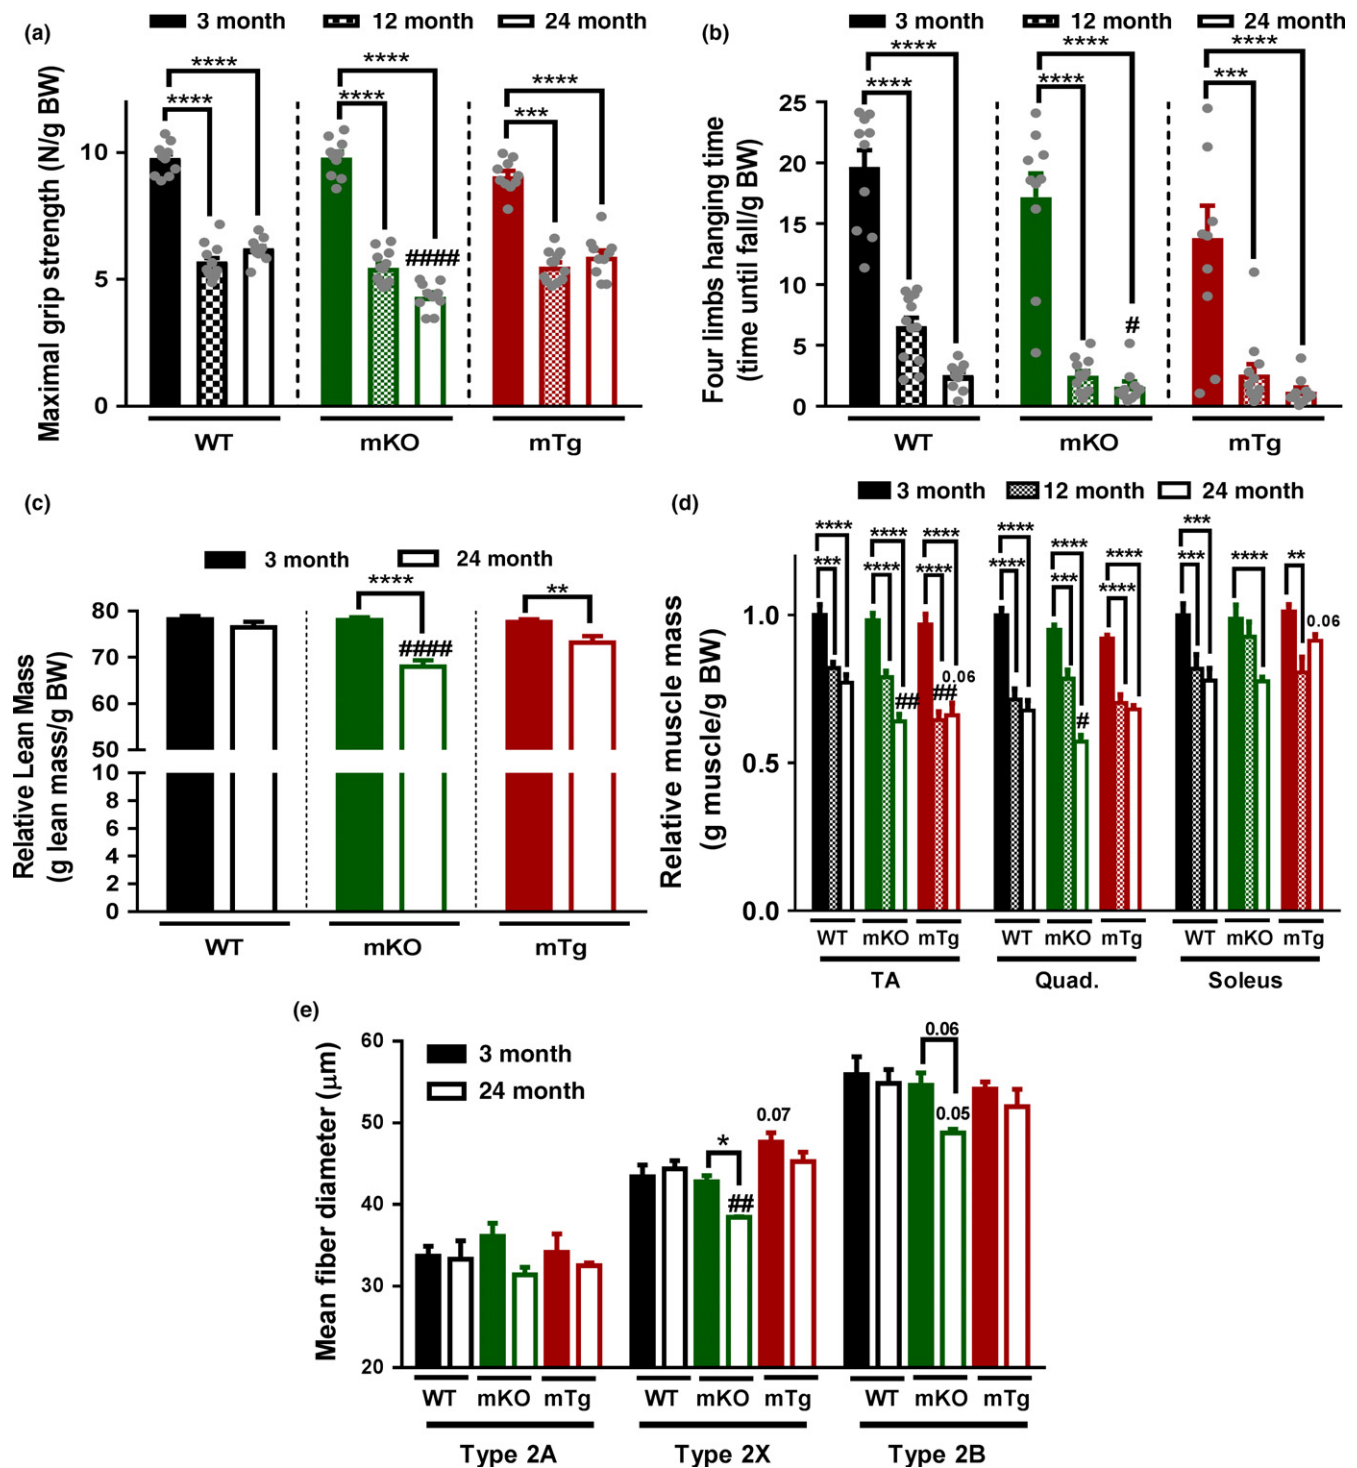 (a)
3 month 12 month 24 month
Maximal grip strength (N/g BW)
10
5
0
**** ****
**** **** ####
*** ****
WT mKO mTg
(b)
3 month 12 month 24 month
Four limbs hanging time
(time until fall/g BW)
25
20
15
10
5
0
**** ****
**** **** #
*** ****
WT mKO mTg
(c)
3 month 24 month
Relative Lean Mass
(g lean mass/g BW)
80
70
60
50
10
8
6
4
2
0
**** ####
**
WT mKO mTg
(d)
3 month 12 month 24 month
Relative muscle mass
(g muscle/g BW)
1.0
0.5
0.0
**** *** **** **** ## **** **** ## 0.06
**** **** **** *** # **** ****
*** *** **** ** 0.06
WT mKO mTg WT mKO mTg WT mKO mTg
TA Quad. Soleus
(e)
3 month
24 month
Mean fiber diameter (μm)
60
50
40
30
20
* ## 0.07
0.06 0.05
WT mKO mTg WT mKO mTg WT mKO mTg
Type 2A Type 2X Type 2B